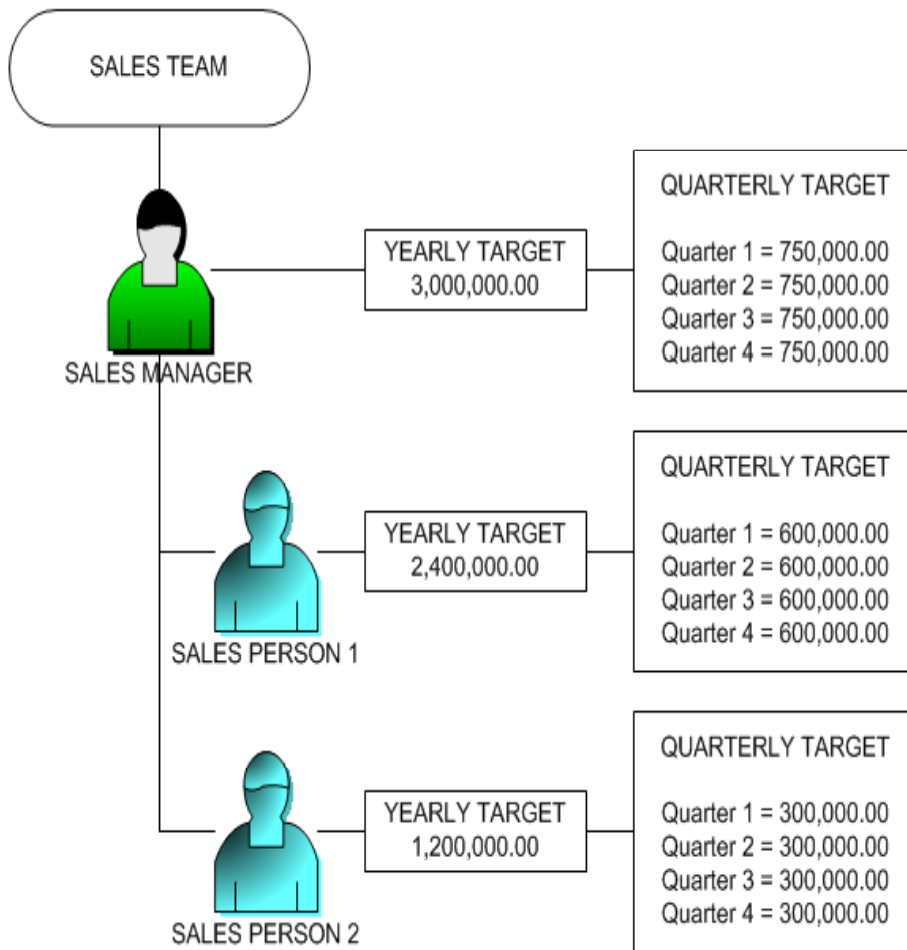 SALES TEAM
QUARTERLY TARGET
YEARLY TARGET
3,000,000.00
Quarter 1 = 750,000.00
Quarter 2 = 750,000.00
Quarter 3 = 750,000.00
Quarter 4 = 750,000.00
SALES MANAGER
QUARTERLY TARGET
YEARLY TARGET
2,400,000.00
Quarter 1 = 600,000.00
Quarter 2 = 600,000.00
Quarter 3 = 600,000.00
Quarter 4 = 600,000.00
SALES PERSON 1
QUARTERLY TARGET
YEARLY TARGET
1,200,000.00
Quarter 1 = 300,000.00
Quarter 2 = 300,000.00
Quarter 3 = 300,000.00
Quarter 4 = 300,000.00
SALES PERSON 2